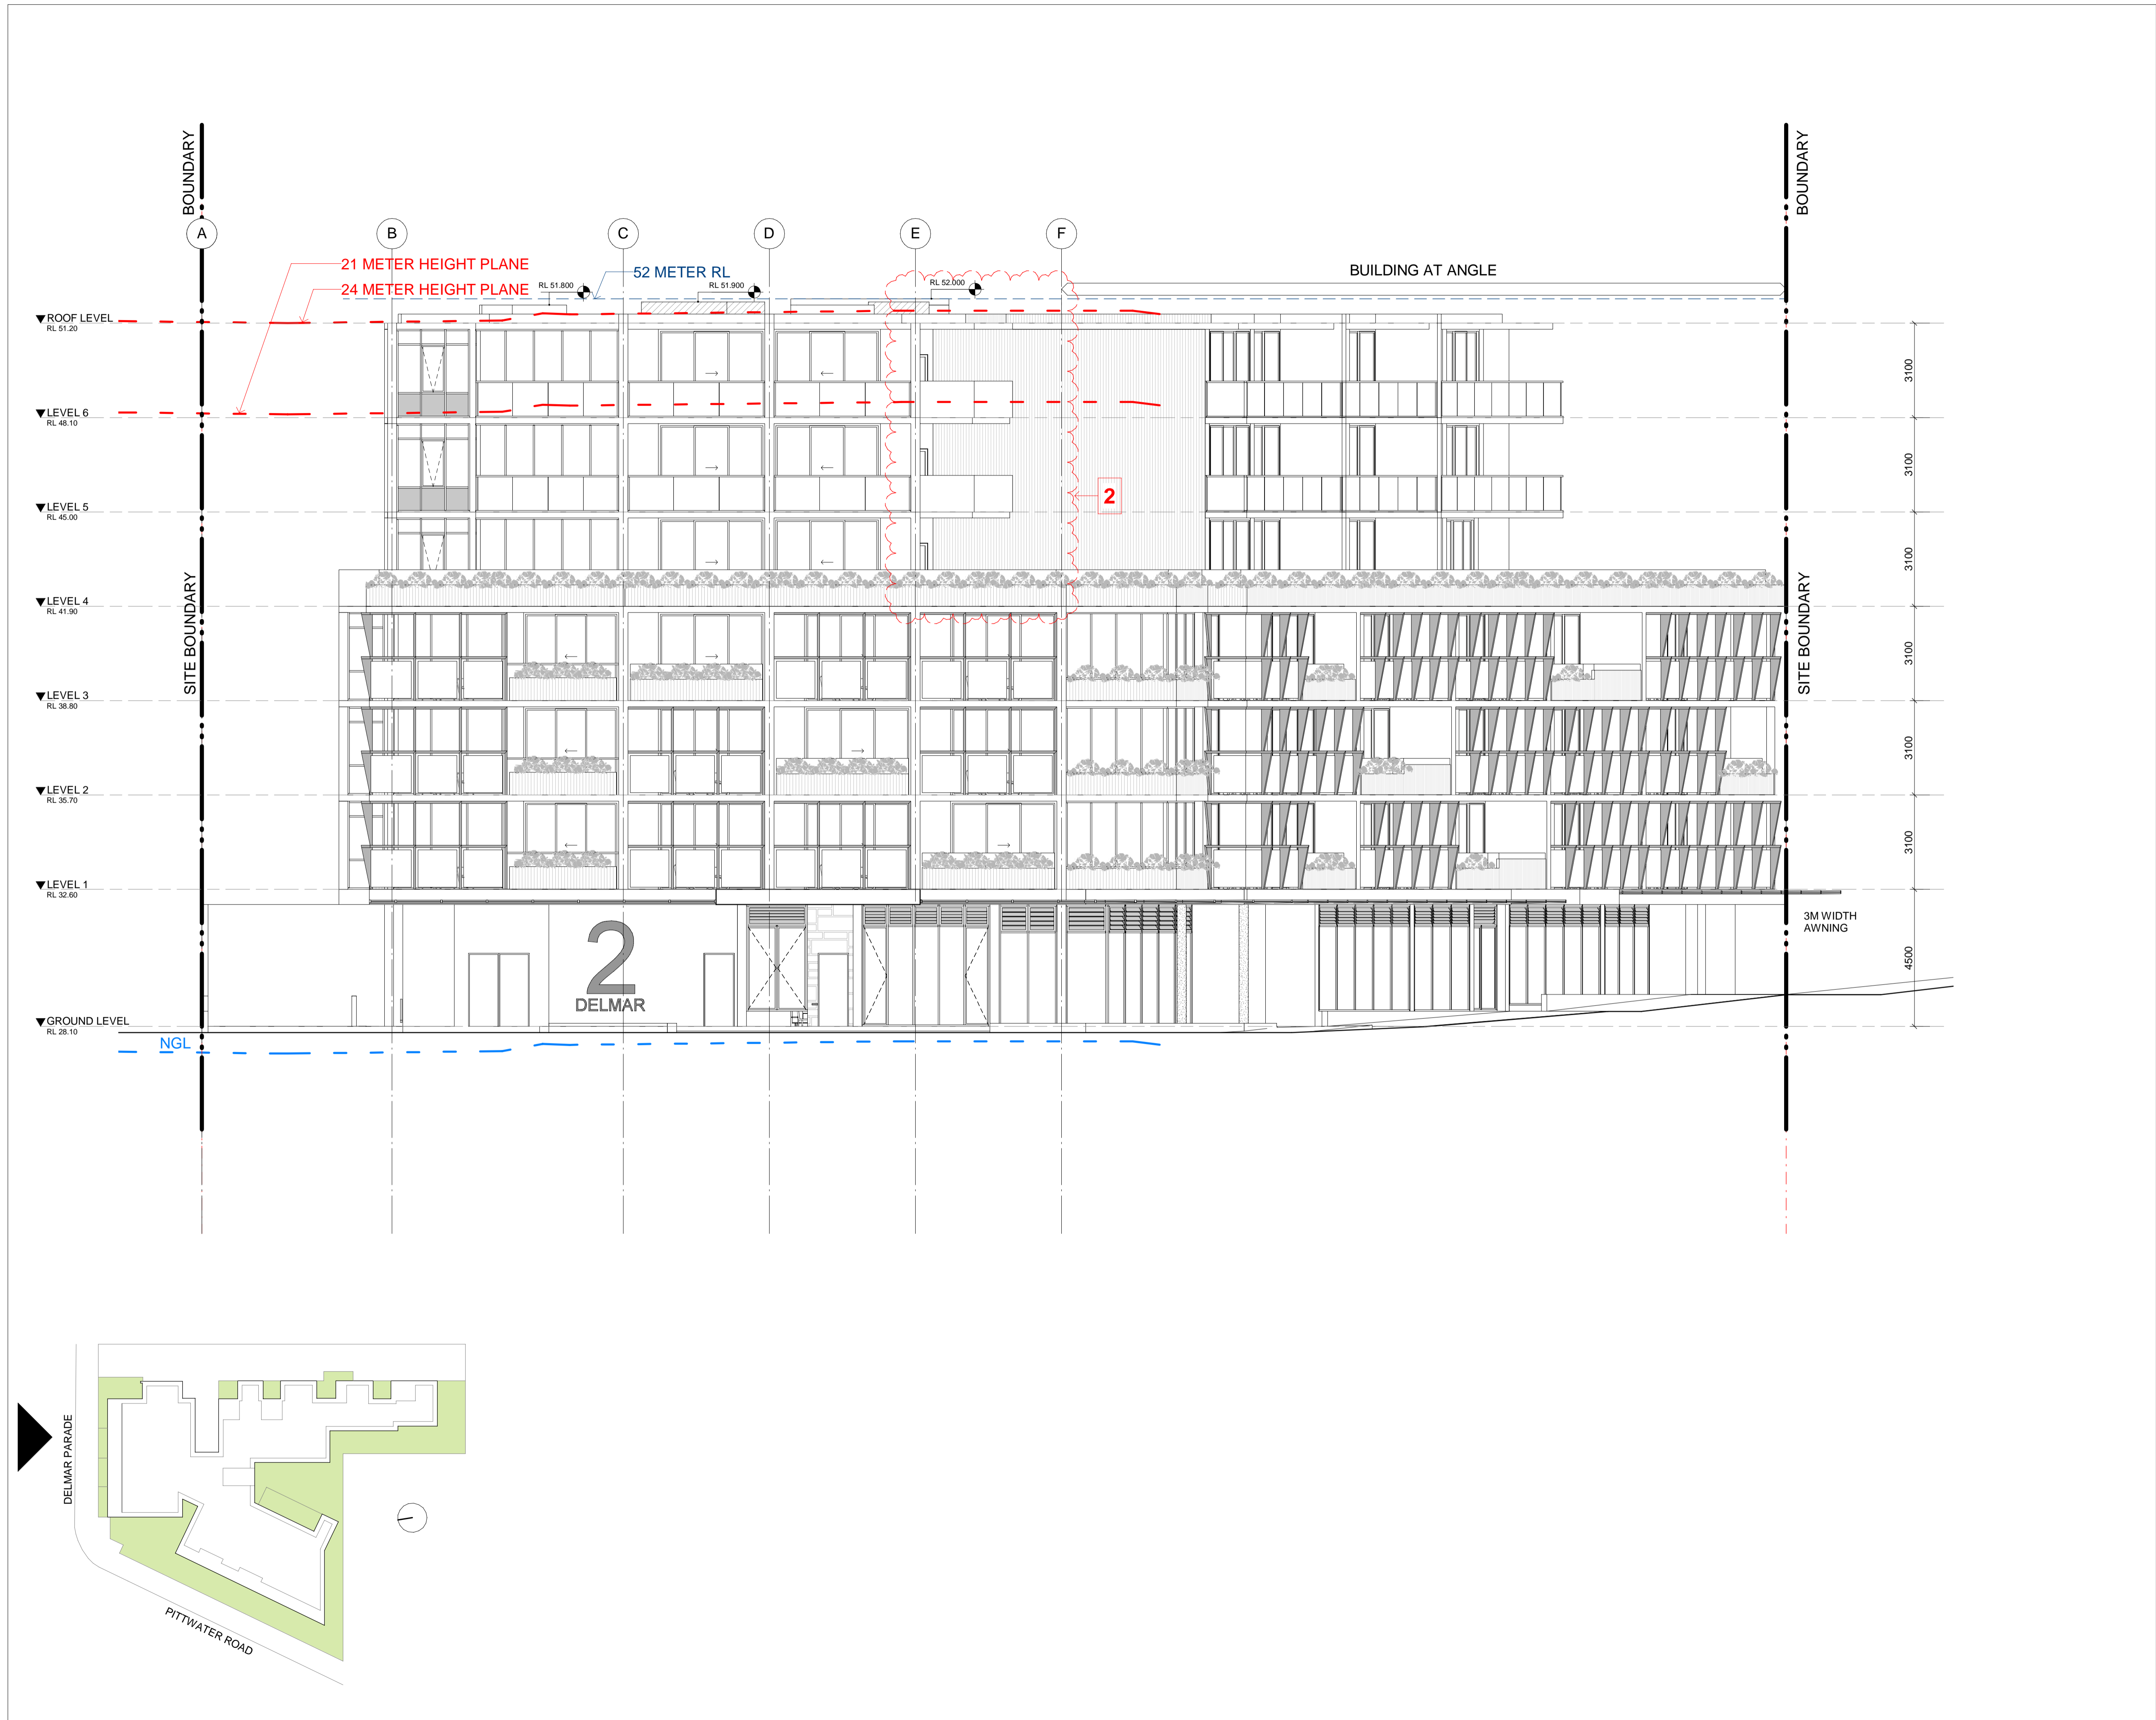 BOUNDARY
BOUNDARY
A
B
C
D
E
F
21 METER HEIGHT PLANE
24 METER HEIGHT PLANE
52 METER RL
BUILDING AT ANGLE
RL 51.800
RL 51.900
RL 52.000
ROOF LEVEL
RL 51.20
3100
LEVEL 6
RL 48.10
3100
2
LEVEL 5
RL 45.00
3100
LEVEL 4
RL 41.90
SITE BOUNDARY
SITE BOUNDARY
3100
LEVEL 3
RL 38.80
3100
LEVEL 2
RL 35.70
3100
LEVEL 1
RL 32.60
3M WIDTH
AWNING
4500
2
DELMAR
GROUND LEVEL
RL 28.10
NGL
DELMAR PARADE
PITTWATER ROAD